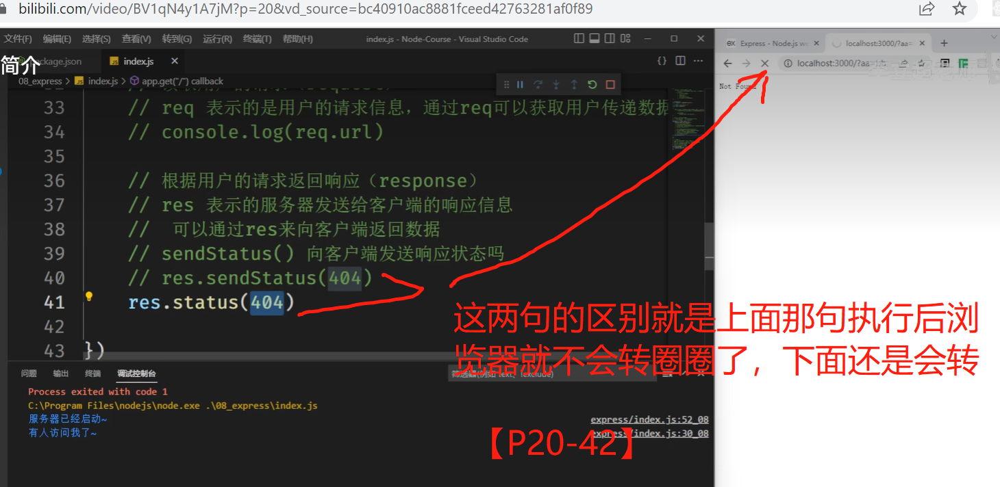 bilibili.com/video/BV1qN4y1A7jM?p=20&vd_source=bc40910ac8881fceed42763281af0f89
文件(F) 编辑(E) 选择(S) 查看(V) 转到(G) 运行(R) 终端(T) 帮助(H) index.js - Node-Course - Visual Studio Code
简介 package.json index.js
Express - Node.js we localhost:3000/?aa=
08_express > index.js > app.get("/") callback
localhost:3000/?aa=
Not Found
33 // req 表示的是用户的请求信息，通过req可以获取用户传递数据
34 // console.log(req.url)
35
36 // 根据用户的请求返回响应（response）
37 // res 表示的服务器发送给客户端的响应信息
38 // 可以通过res来向客户端返回数据
39 // sendStatus() 向客户端发送响应状态吗
40 // res.sendStatus(404)
41 res.status(404)
42
43 })
这两句的区别就是上面那句执行后浏
览器就不会转圈圈了，下面还是会转
问题 输出 终端 调试控制台
Process exited with code 1
C:\Program Files\nodejs\node.exe .\08_express\index.js
服务器已经启动~ express/index.js:52_08
有人访问我了~ express/index.js:30_08
【P20-42】